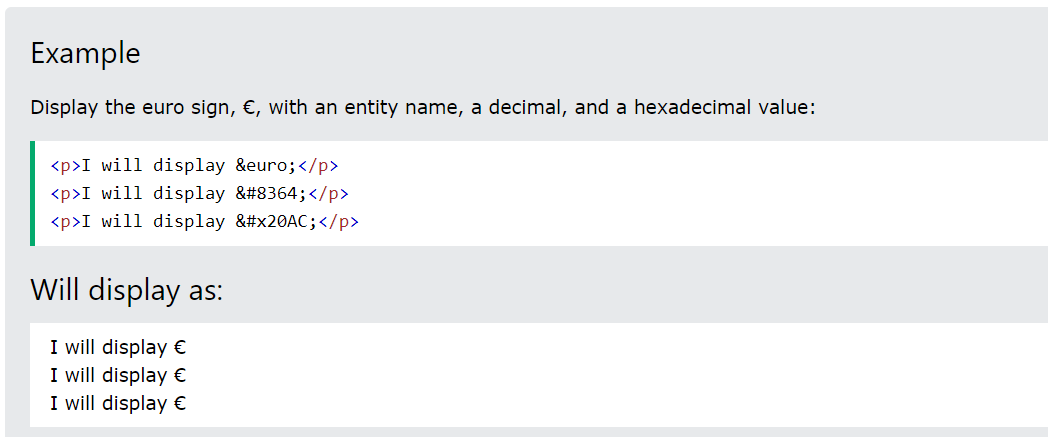 Example
Display the euro sign, €, with an entity name, a decimal, and a hexadecimal value:
<p>I will display &euro;</p>
<p>I will display &#8364;</p>
<p>I will display &#x20AC;</p>
Will display as:
I will display €
I will display €
I will display €